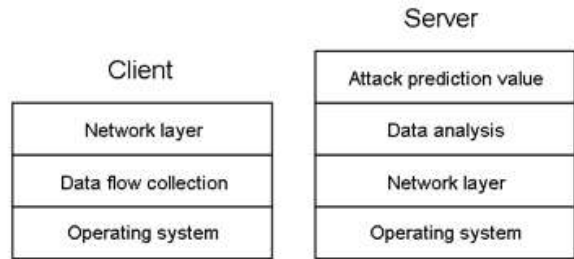 Client
Network layer
Data flow collection
Operating system
Server
Attack prediction value
Data analysis
Network layer
Operating system